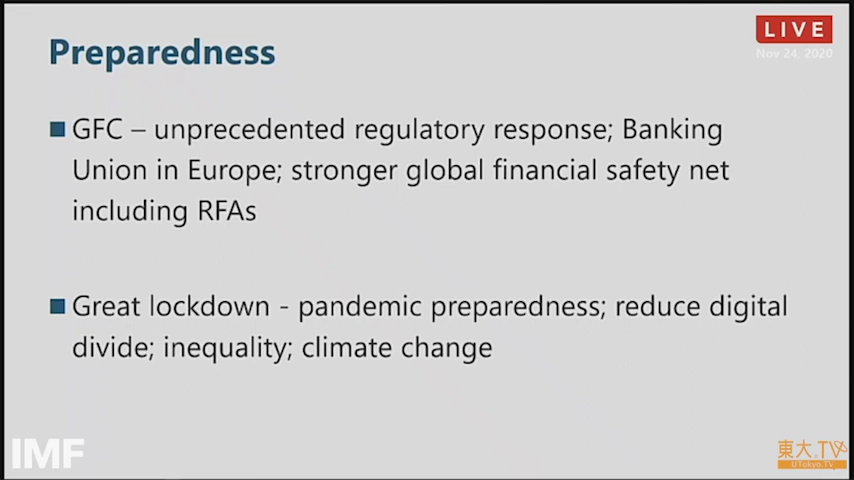 LIVE
Nov 24, 2020
Preparedness
■ GFC – unprecedented regulatory response; Banking
Union in Europe; stronger global financial safety net
including RFAs
■ Great lockdown - pandemic preparedness; reduce digital
divide; inequality; climate change
IMF
東大TV
UTokyo.TV